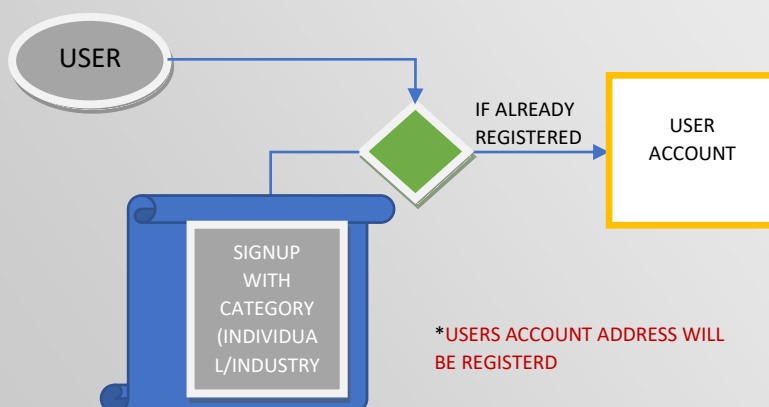 USER
IF ALREADY
REGISTERED
USER
ACCOUNT
SIGNUP
WITH
CATEGORY
(INDIVIDUA
L/INDUSTRY
*USERS ACCOUNT ADDRESS WILL
BE REGISTERD